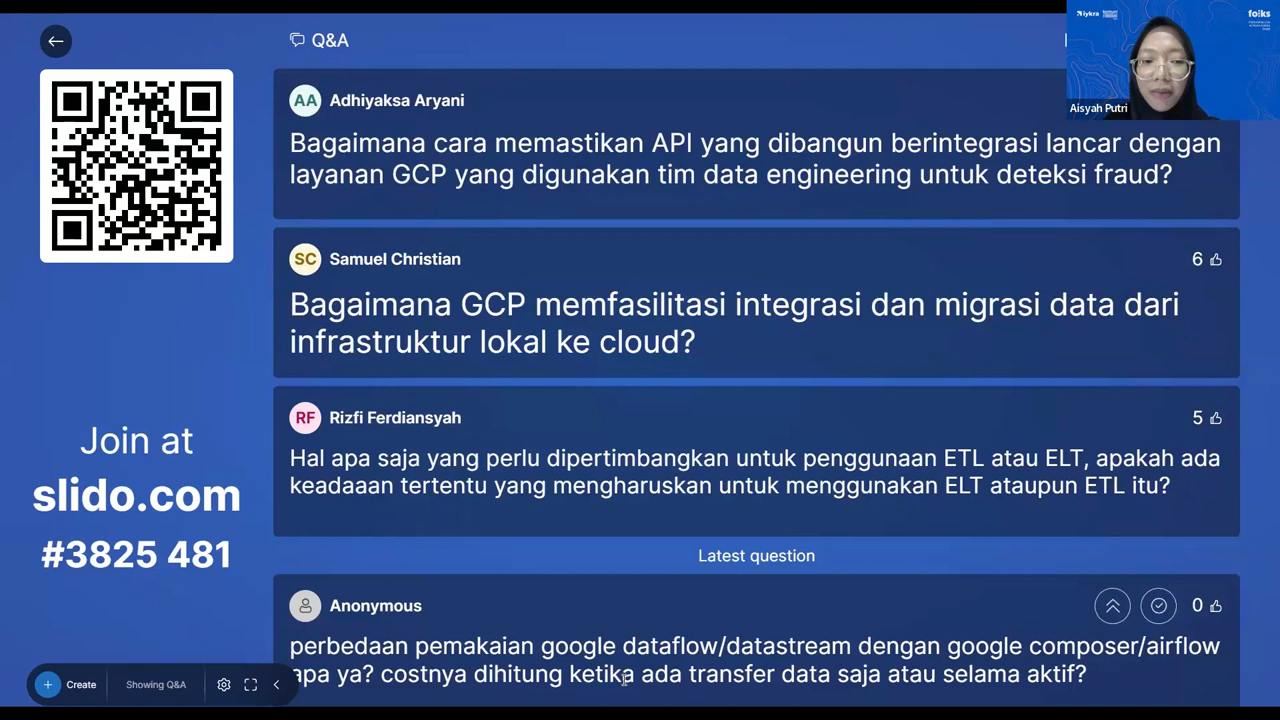 Q&A
iykra
foiks
Aisyah Putri
AA Adhiyaksa Aryani
Bagaimana cara memastikan API yang dibangun berintegrasi lancar dengan
layanan GCP yang digunakan tim data engineering untuk deteksi fraud?
SC Samuel Christian
6
Bagaimana GCP memfasilitasi integrasi dan migrasi data dari
infrastruktur lokal ke cloud?
RF Rizfi Ferdiansyah
5
Hal apa saja yang perlu dipertimbangkan untuk penggunaan ETL atau ELT, apakah ada
keadaaan tertentu yang mengharuskan untuk menggunakan ELT ataupun ETL itu?
Latest question
Anonymous
0
perbedaan pemakaian google dataflow/datastream dengan google composer/airflow
apa ya? costnya dihitung ketika ada transfer data saja atau selama aktif?
Join at
slido.com
#3825 481
Create
Showing Q&A